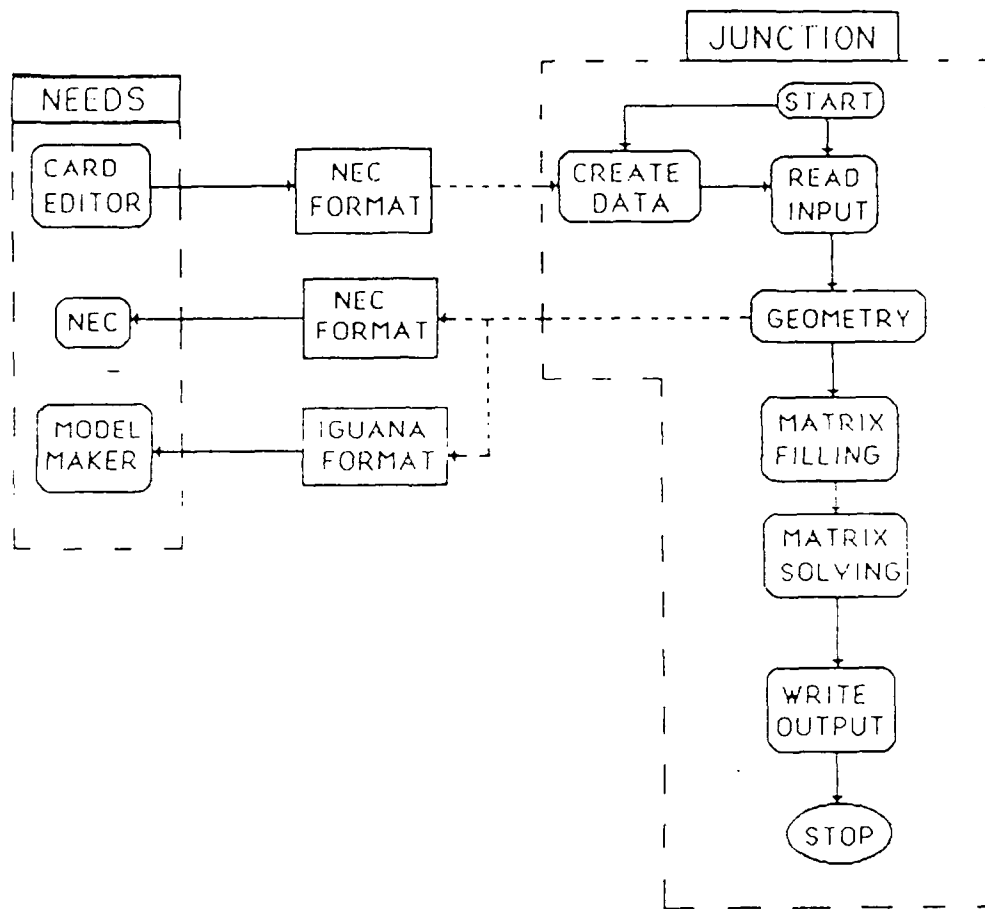 JUNCTION
NEEDS
START
CARD
EDITOR
NEC
FORMAT
CREATE
DATA
READ
INPUT
NEC
NEC
FORMAT
GEOMETRY
MODEL
MAKER
IGUANA
FORMAT
MATRIX
FILLING
MATRIX
SOLVING
WRITE
OUTPUT
STOP